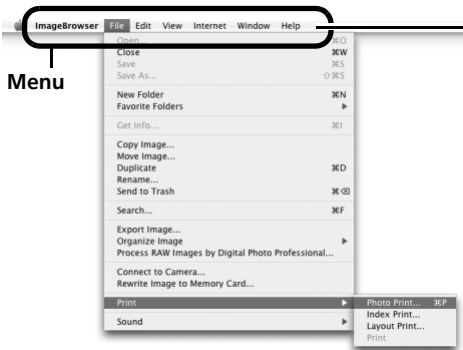 ImageBrowser File Edit View Internet Window Help
Menu
Open... ⌘O
Close ⌘W
Save ⌘S
Save As... ⇧⌘S
New Folder ⌘N
Favorite Folders ▶
Get Info... ⌘I
Copy Image...
Move Image...
Duplicate ⌘D
Rename...
Send to Trash ⌘⌫
Search... ⌘F
Export Image...
Organize Image ▶
Process RAW Images by Digital Photo Professional...
Connect to Camera...
Rewrite Image to Memory Card...
Print ▶
Photo Print... ⌘P
Index Print...
Layout Print...
Print
Sound ▶